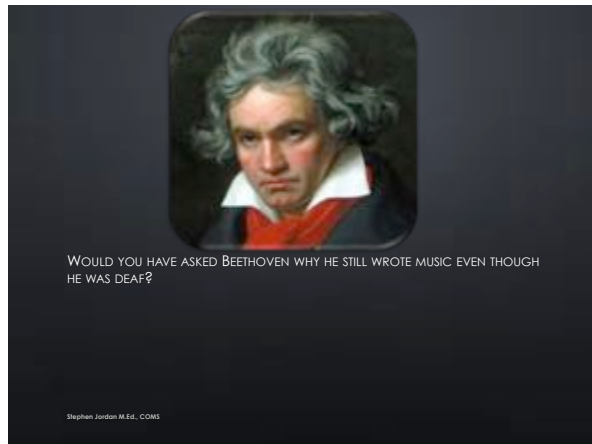 Would you have asked Beethoven why he still wrote music even though
he was deaf?
Stephen Jordan M.Ed., COMS